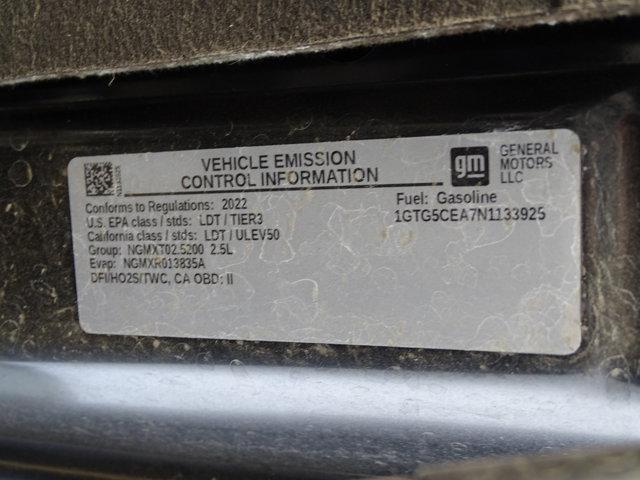 VEHICLE EMISSION
CONTROL INFORMATION
gm
GENERAL
MOTORS
LLC
Conforms to Regulations: 2022
U.S. EPA class / stds: LDT / TIER3
California class / stds: LDT / ULEV50
Group: NGMXT02.5200 2.5L
Evap: NGMXR013835A
DFI/HO2S/TWC, CA OBD: II
Fuel: Gasoline
1GTG5CEA7N1133925